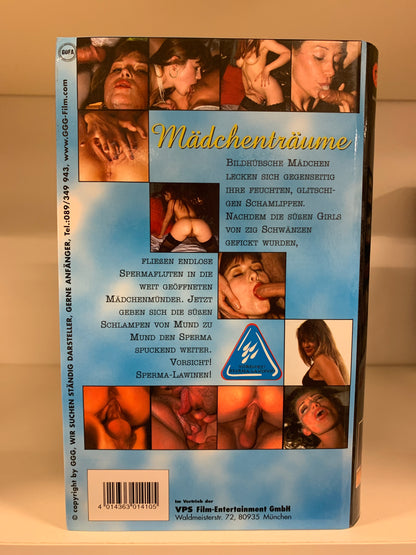 Mädchenträume
BILDHÜBSCHE MÄDCHEN
LECKEN SICH GEGENSEITIG
IHRE FEUCHTEN, GLITSCHI-
GEN SCHAMLIPPEN.
NACHDEM DIE SÜßEN GIRLS
VON ZIG SCHWÄNZEN
GEFICKT WURDEN,
FLIEßEN ENDLOSE
SPERMAFLUTEN IN DIE
WEIT GEÖFFNETEN
MÄDCHENMÜNDER. JETZT
GEBEN SICH DIE SÜßEN
SCHLAMPEN VON MUND ZU
MUND DEN SPERMA
SPUCKEND WEITER.
VORSICHT!
SPERMA-LAWINEN!
© copyright by GGG, WIR SUCHEN STÄNDIG DARSTELLER, GERNE ANFÄNGER, Tel.:089/349 943, www.GGG-Film.com
4 014363 014105
Im Vertrieb der
VPS Film-Entertainment GmbH
Waldmeisterstr. 72, 80935 München